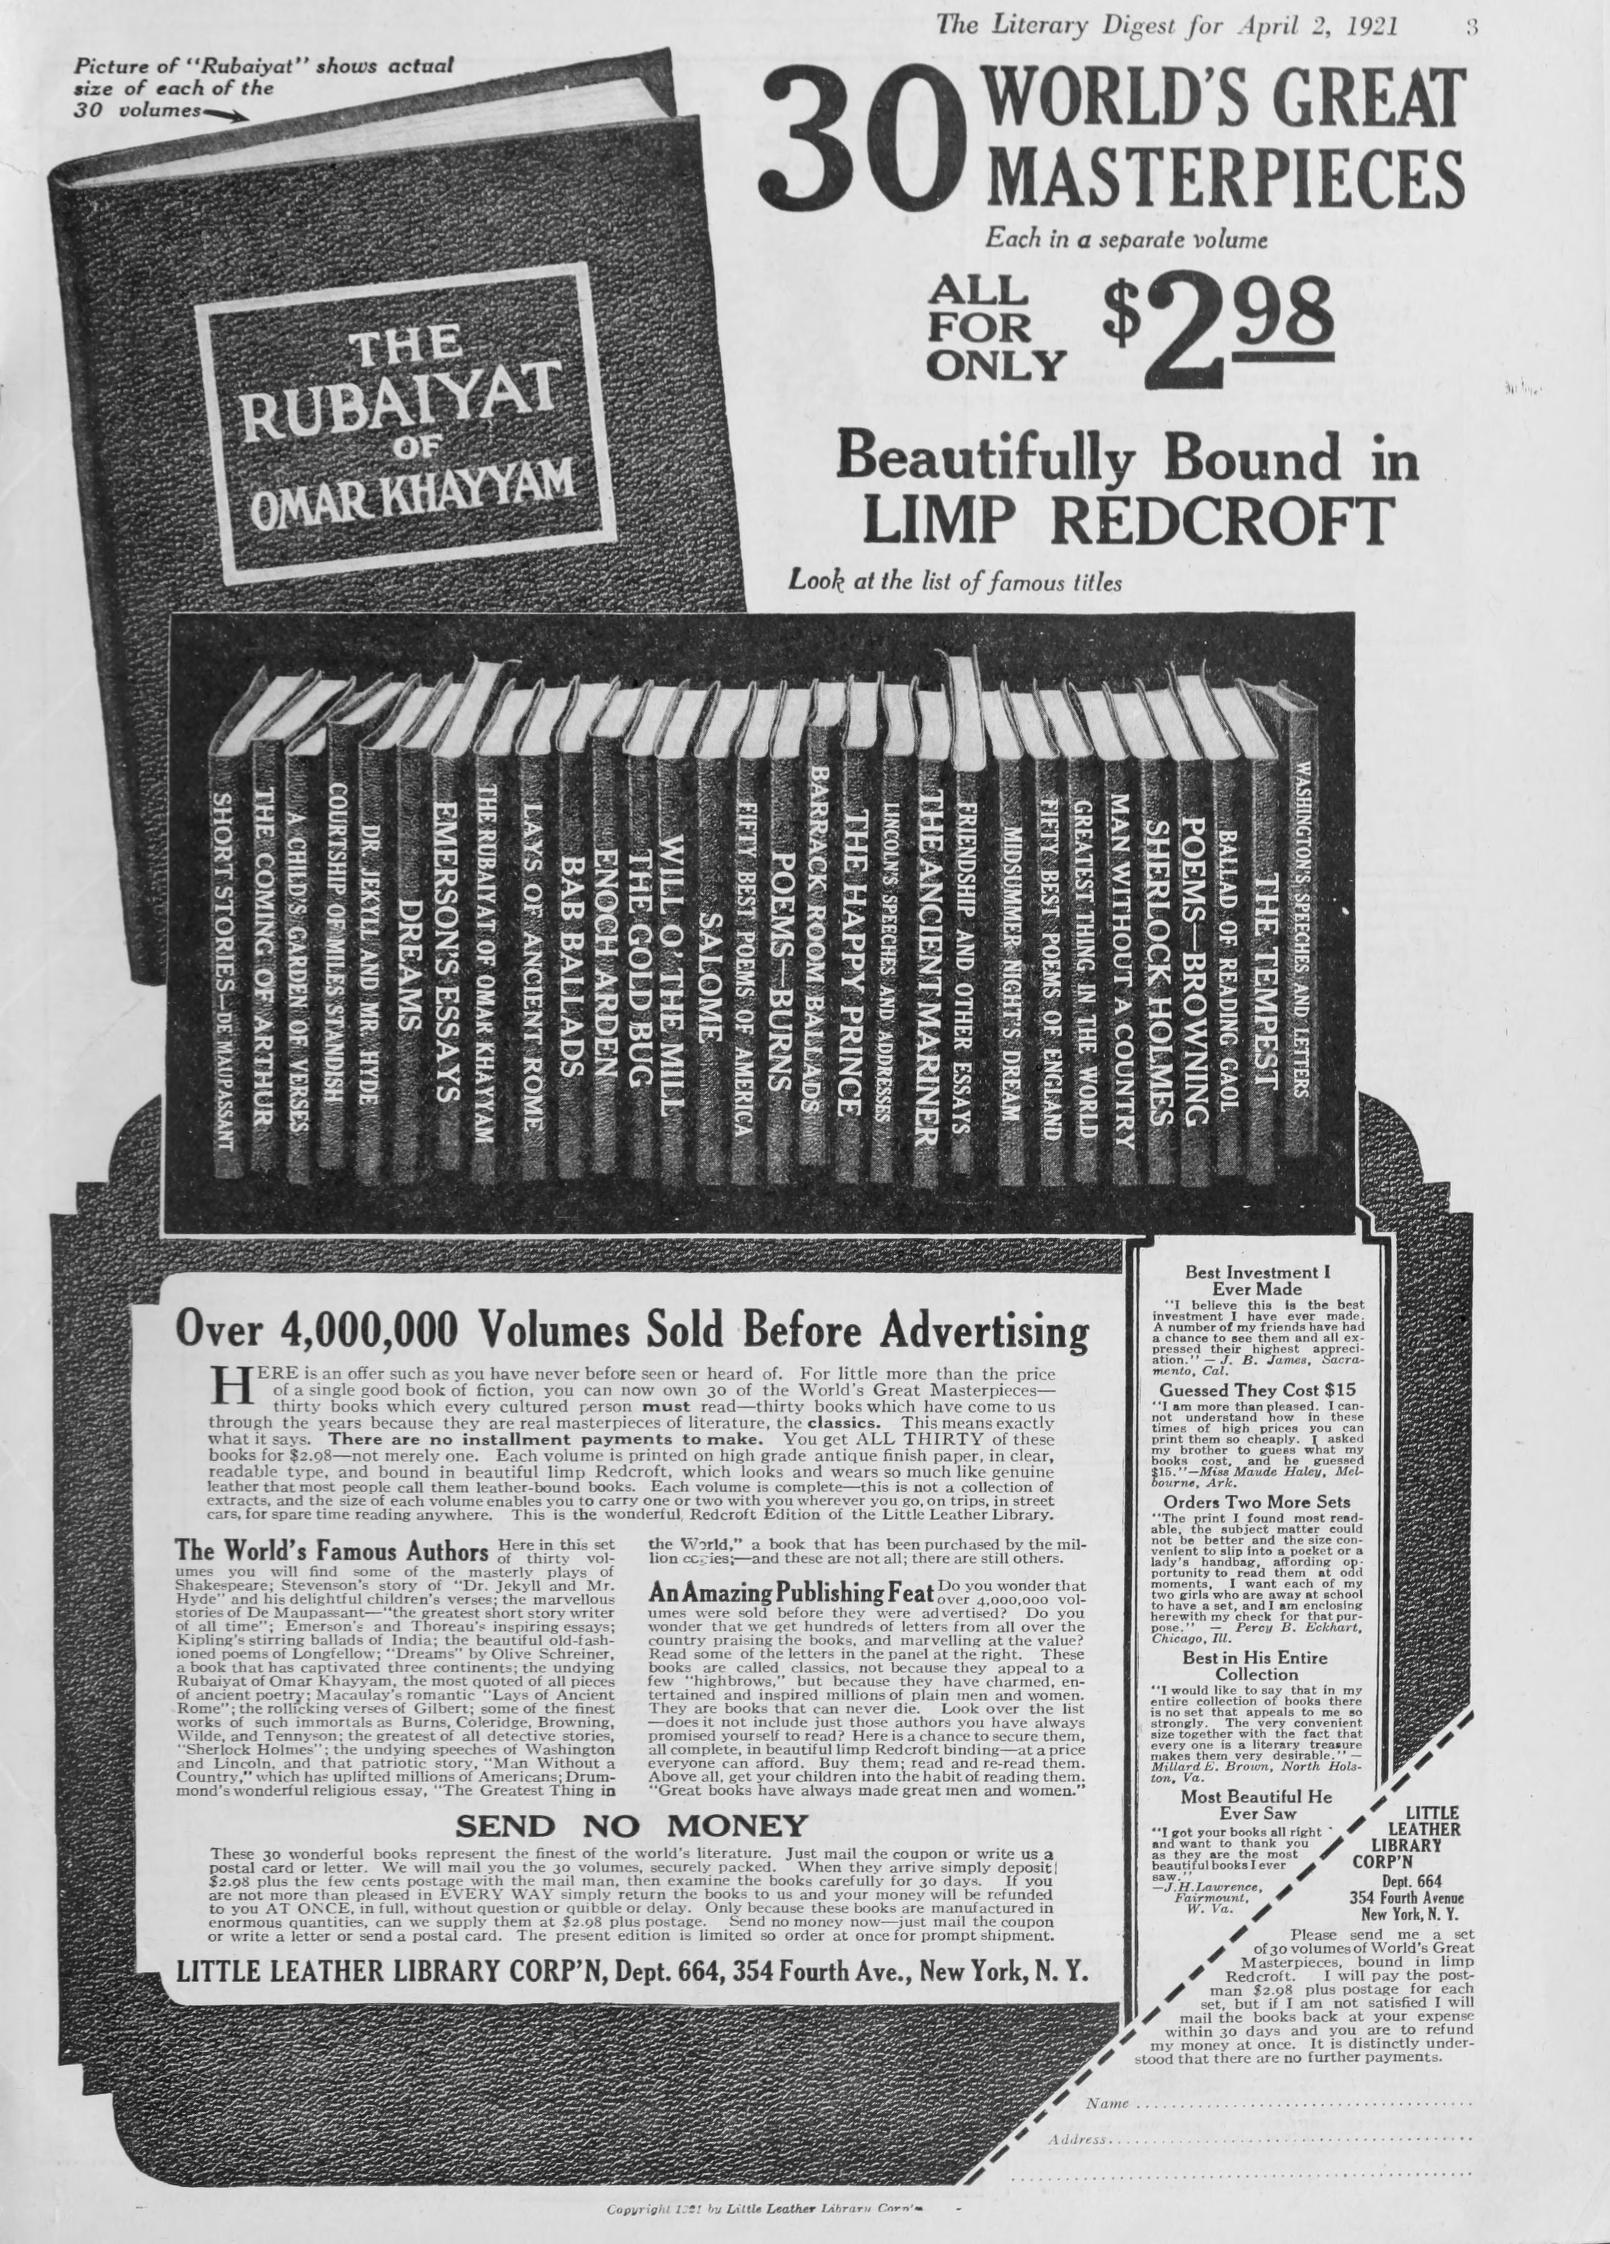 The Literary Digest for April 2, 1921 3
Picture of "Rubaiyat" shows actual
size of each of the
30 volumes
30 WORLD'S GREAT
MASTERPIECES
Each in a separate volume
ALL
FOR
ONLY
$2.98
Beautifully Bound in
LIMP REDCROFT
Look at the list of famous titles
THE
RUBAIYAT
OF
OMAR KHAYYAM
SHORT STORIES—DE MAUPASSANT
THE COMING OF ARTHUR
A CHILD'S GARDEN OF VERSES
COURTSHIP OF MILES STANDISH
DR. JEKYLL AND MR. HYDE
DREAMS
EMERSON'S ESSAYS
THE RUBAIYAT OF OMAR KHAYYAM
LAYS OF ANCIENT ROME
BAB BALLADS
ENOCH ARDEN
THE GOLD BUG
WILL O' THE MILL
SALOME
FIFTY BEST POEMS OF AMERICA
POEMS—BURNS
BARRACK ROOM BALLADS
THE HAPPY PRINCE
LINCOLN'S SPEECHES AND ADDRESSES
THE ANCIENT MARINER
FRIENDSHIP AND OTHER ESSAYS
MIDSUMMER NIGHT'S DREAM
FIFTY BEST POEMS OF ENGLAND
GREATEST THING IN THE WORLD
MAN WITHOUT A COUNTRY
SHERLOCK HOLMES
POEMS—BROWNING
BALLAD OF READING GAOL
THE TEMPEST
WASHINGTON'S SPEECHES AND LETTERS
Over 4,000,000 Volumes Sold Before Advertising
HERE is an offer such as you have never before seen or heard of. For little more than the price
of a single good book of fiction, you can now own 30 of the World's Great Masterpieces—
thirty books which every cultured person must read—thirty books which have come to us
through the years because they are real masterpieces of literature, the classics. This means exactly
what it says. There are no installment payments to make. You get ALL THIRTY of these
books for $2.98—not merely one. Each volume is printed on high grade antique finish paper, in clear,
readable type, and bound in beautiful limp Redcroft, which looks and wears so much like genuine
leather that most people call them leather-bound books. Each volume is complete—this is not a collection of
extracts, and the size of each volume enables you to carry one or two with you wherever you go, on trips, in street
cars, for spare time reading anywhere. This is the wonderful Redcroft Edition of the Little Leather Library.
The World's Famous Authors Here in this set
of thirty vol-
umes you will find some of the masterly plays of
Shakespeare; Stevenson's story of "Dr. Jekyll and Mr.
Hyde" and his delightful children's verses; the marvellous
stories of De Maupassant—"the greatest short story writer
of all time"; Emerson's and Thoreau's inspiring essays;
Kipling's stirring ballads of India; the beautiful old-fash-
ioned poems of Longfellow; "Dreams" by Olive Schreiner,
a book that has captivated three continents; the undying
Rubaiyat of Omar Khayyam, the most quoted of all pieces
of ancient poetry; Macaulay's romantic "Lays of Ancient
Rome"; the rollicking verses of Gilbert; some of the finest
works of such immortals as Burns, Coleridge, Browning,
Wilde, and Tennyson; the greatest of all detective stories,
"Sherlock Holmes"; the undying speeches of Washington
and Lincoln, and that patriotic story, "Man Without a
Country," which has uplifted millions of Americans; Drum-
mond's wonderful religious essay, "The Greatest Thing in
the World," a book that has been purchased by the mil-
lion copies;—and these are not all; there are still others.
An Amazing Publishing Feat Do you wonder that
over 4,000,000 vol-
umes were sold before they were advertised? Do you
wonder that we get hundreds of letters from all over the
country praising the books, and marvelling at the value?
Read some of the letters in the panel at the right. These
books are called classics, not because they appeal to a
few "highbrows," but because they have charmed, en-
tertained and inspired millions of plain men and women.
They are books that can never die. Look over the list
—does it not include just those authors you have always
promised yourself to read? Here is a chance to secure them,
all complete, in beautiful limp Redcroft binding—at a price
everyone can afford. Buy them; read and re-read them.
Above all, get your children into the habit of reading them.
"Great books have always made great men and women."
SEND NO MONEY
These 30 wonderful books represent the finest of the world's literature. Just mail the coupon or write us a
postal card or letter. We will mail you the 30 volumes, securely packed. When they arrive simply deposit
$2.98 plus the few cents postage with the mail man, then examine the books carefully for 30 days. If you
are not more than pleased in EVERY WAY simply return the books to us and your money will be refunded
to you AT ONCE, in full, without question or quibble or delay. Only because these books are manufactured in
enormous quantities, can we supply them at $2.98 plus postage. Send no money now—just mail the coupon
or write a letter or send a postal card. The present edition is limited so order at once for prompt shipment.
LITTLE LEATHER LIBRARY CORP'N, Dept. 664, 354 Fourth Ave., New York, N. Y.
Best Investment I
Ever Made
"I believe this is the best
investment I have ever made.
A number of my friends have had
a chance to see them and all ex-
pressed their highest appreci-
ation."—J. B. James, Sacra-
mento, Cal.
Guessed They Cost $15
"I am more than pleased. I can-
not understand how in these
times of high prices you can
print them so cheaply. I asked
my brother to guess what my
books cost, and he guessed
$15."—Miss Maude Haley, Mel-
bourne, Ark.
Orders Two More Sets
"The print I found most read-
able, the subject matter could
not be better and the size con-
venient to slip into a pocket or a
lady's handbag, affording op-
portunity to read them at odd
moments, I want each of my
two girls who are away at school
to have a set, and I am enclosing
herewith my check for that pur-
pose." — Percy B. Eckhart,
Chicago, Ill.
Best in His Entire
Collection
"I would like to say that in my
entire collection of books there
is no set that appeals to me so
strongly. The very convenient
size together with the fact that
every one is a literary treasure
makes them very desirable." —
Millard E. Brown, North Hols-
ton, Va.
Most Beautiful He
Ever Saw
"I got your books all right
and want to thank you
as they are the most
beautiful books I ever
saw."
—J.H. Lawrence,
Fairmount,
W. Va.
LITTLE
LEATHER
LIBRARY
CORP'N
Dept. 664
354 Fourth Avenue
New York, N. Y.
Please send me a set
of 30 volumes of World's Great
Masterpieces, bound in limp
Redcroft. I will pay the post-
man $2.98 plus postage for each
set, but if I am not satisfied I will
mail the books back at your expense
within 30 days and you are to refund
my money at once. It is distinctly under-
stood that there are no further payments.
Name
Address
Copyright 1921 by Little Leather Library Corp'n